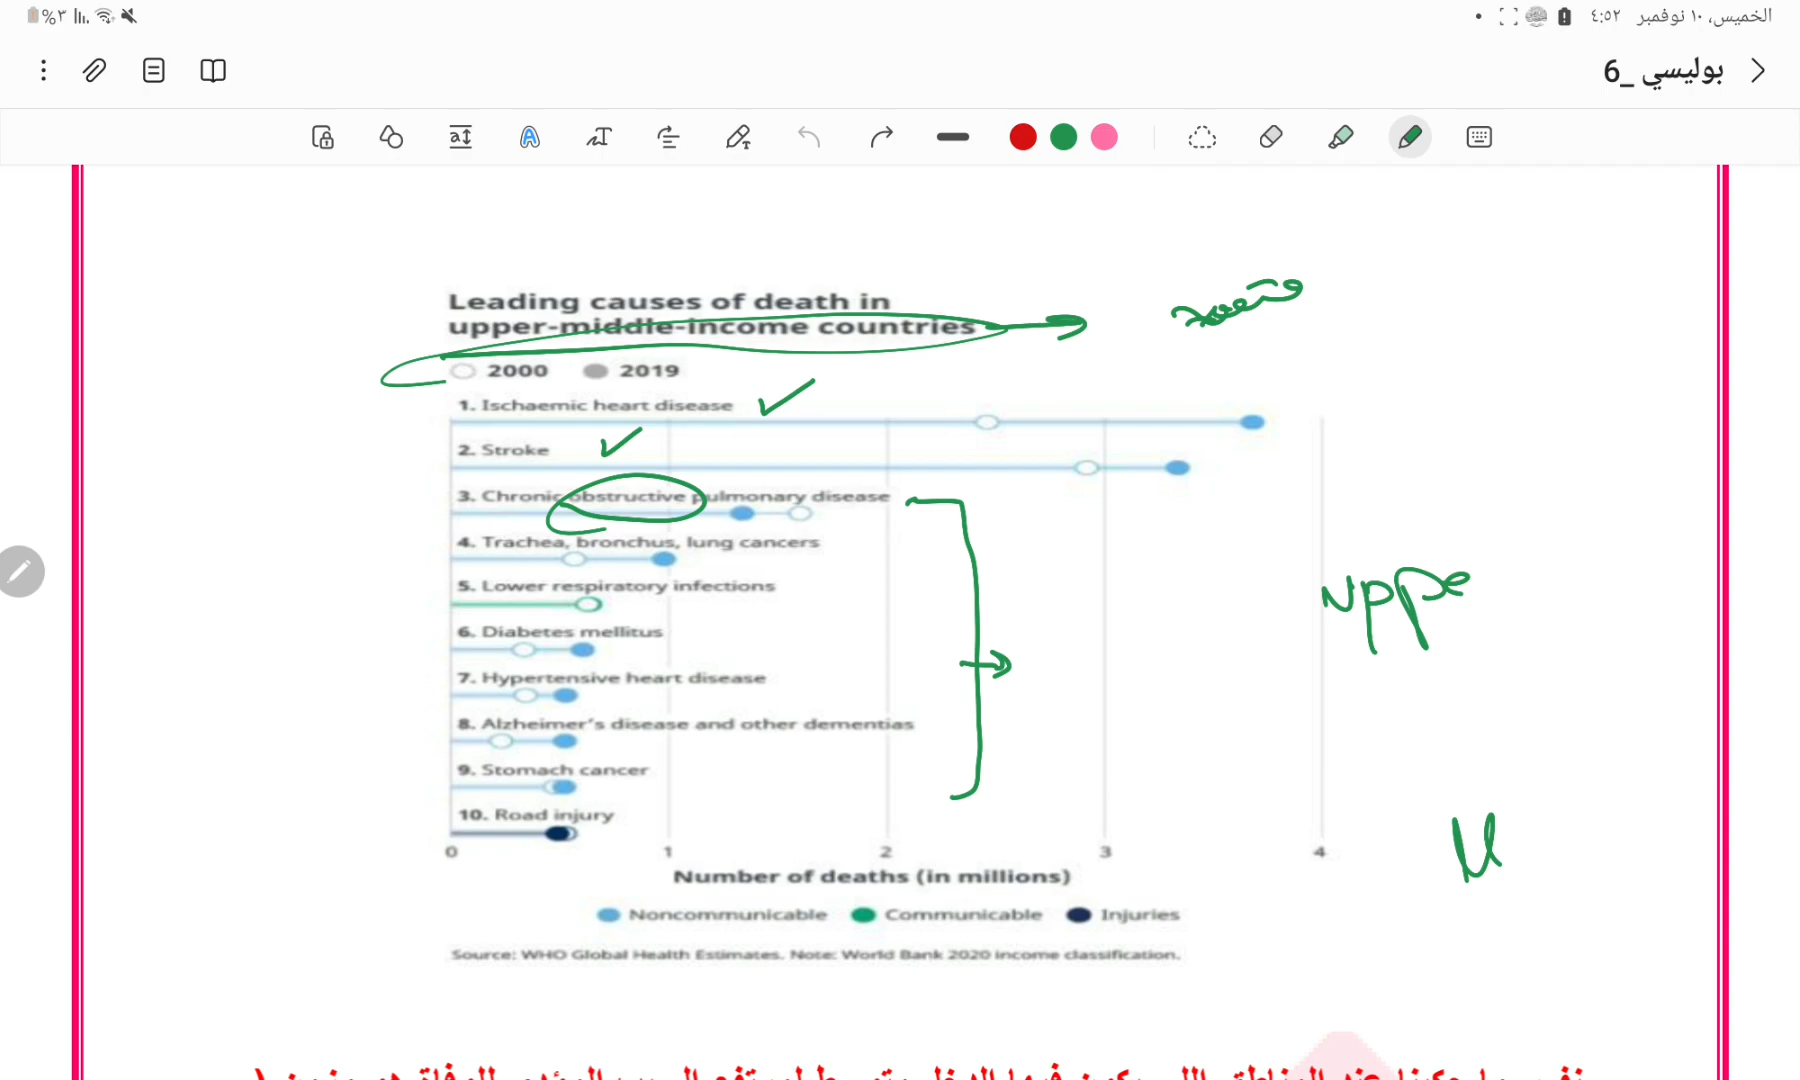 %٣
الخميس، ١٠ نوفمبر ٤:٥٢
بوليسي _6
Leading causes of death in
upper-middle-income countries
2000 2019
1. Ischaemic heart disease
2. Stroke
3. Chronic obstructive pulmonary disease
4. Trachea, bronchus, lung cancers
5. Lower respiratory infections
6. Diabetes mellitus
7. Hypertensive heart disease
8. Alzheimer's disease and other dementias
9. Stomach cancer
10. Road injury
0 1 2 3 4
Number of deaths (in millions)
Noncommunicable Communicable Injuries
Source: WHO Global Health Estimates. Note: World Bank 2020 income classification.
uppe